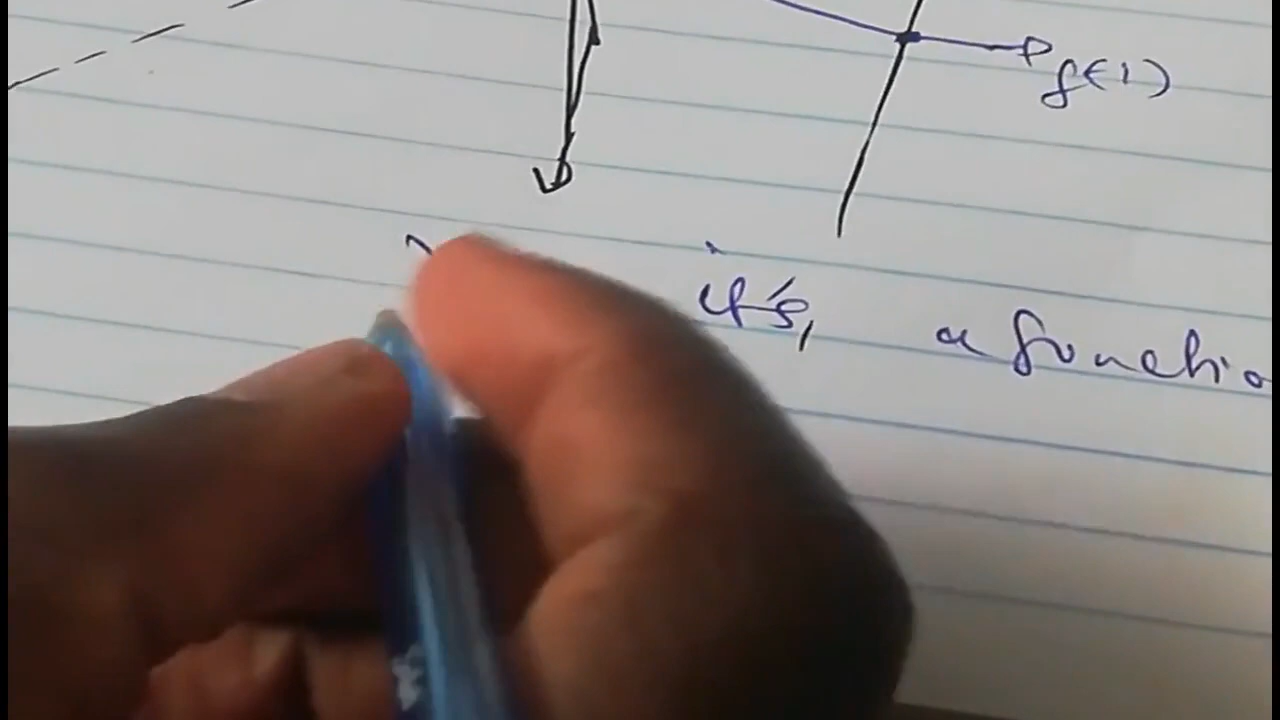 f(1)
it's, a functio